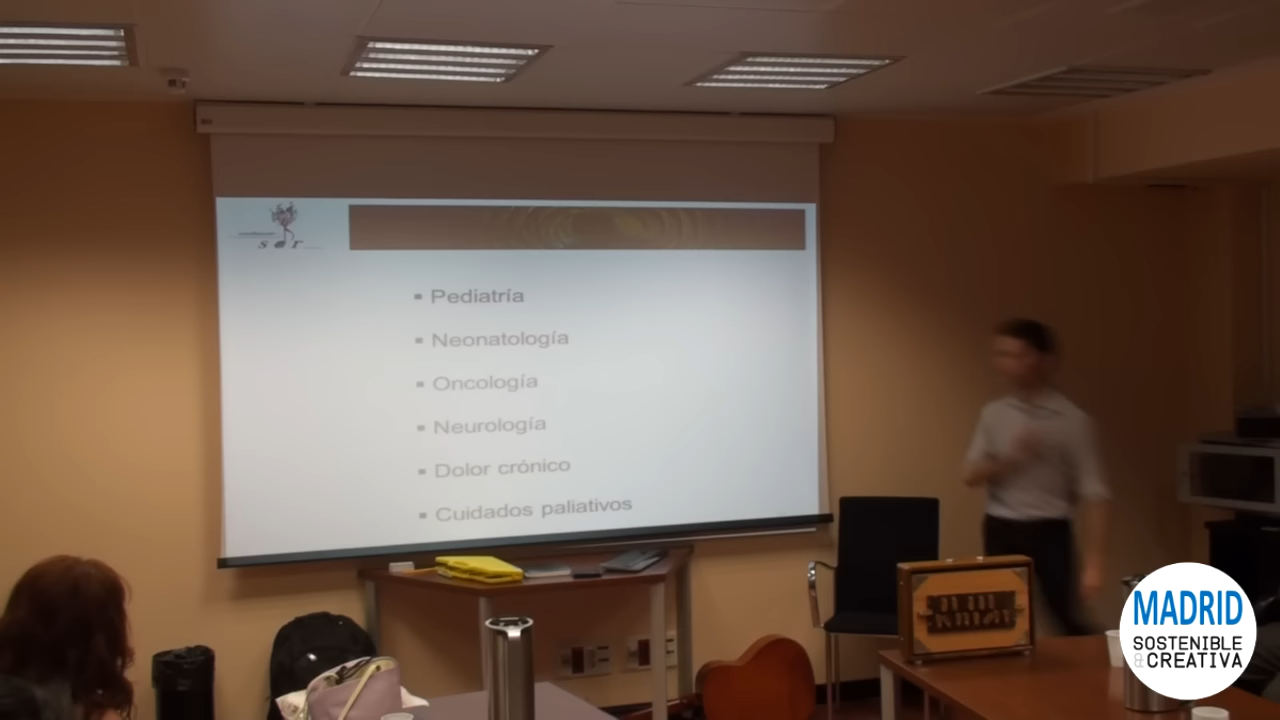 s r
▪ Pediatría
▪ Neonatología
▪ Oncología
▪ Neurología
▪ Dolor crónico
▪ Cuidados paliativos
MADRID
SOSTENIBLE
CREATIVA